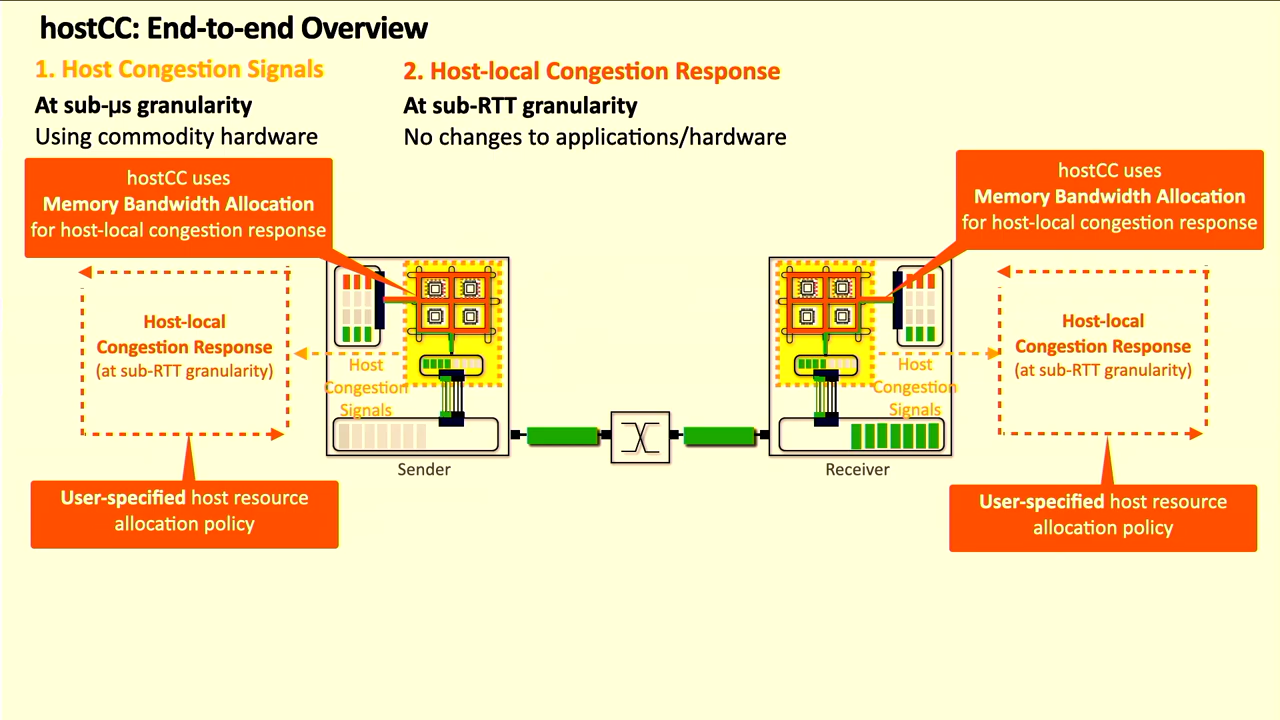 hostCC: End-to-end Overview
1. Host Congestion Signals
At sub-μs granularity
Using commodity hardware
2. Host-local Congestion Response
At sub-RTT granularity
No changes to applications/hardware
hostCC uses
Memory Bandwidth Allocation
for host-local congestion response
Host-local
Congestion Response
(at sub-RTT granularity)
Host
Congestion
Signals
User-specified host resource
allocation policy
Sender
hostCC uses
Memory Bandwidth Allocation
for host-local congestion response
Host
Congestion
Signals
Host-local
Congestion Response
(at sub-RTT granularity)
Receiver
User-specified host resource
allocation policy